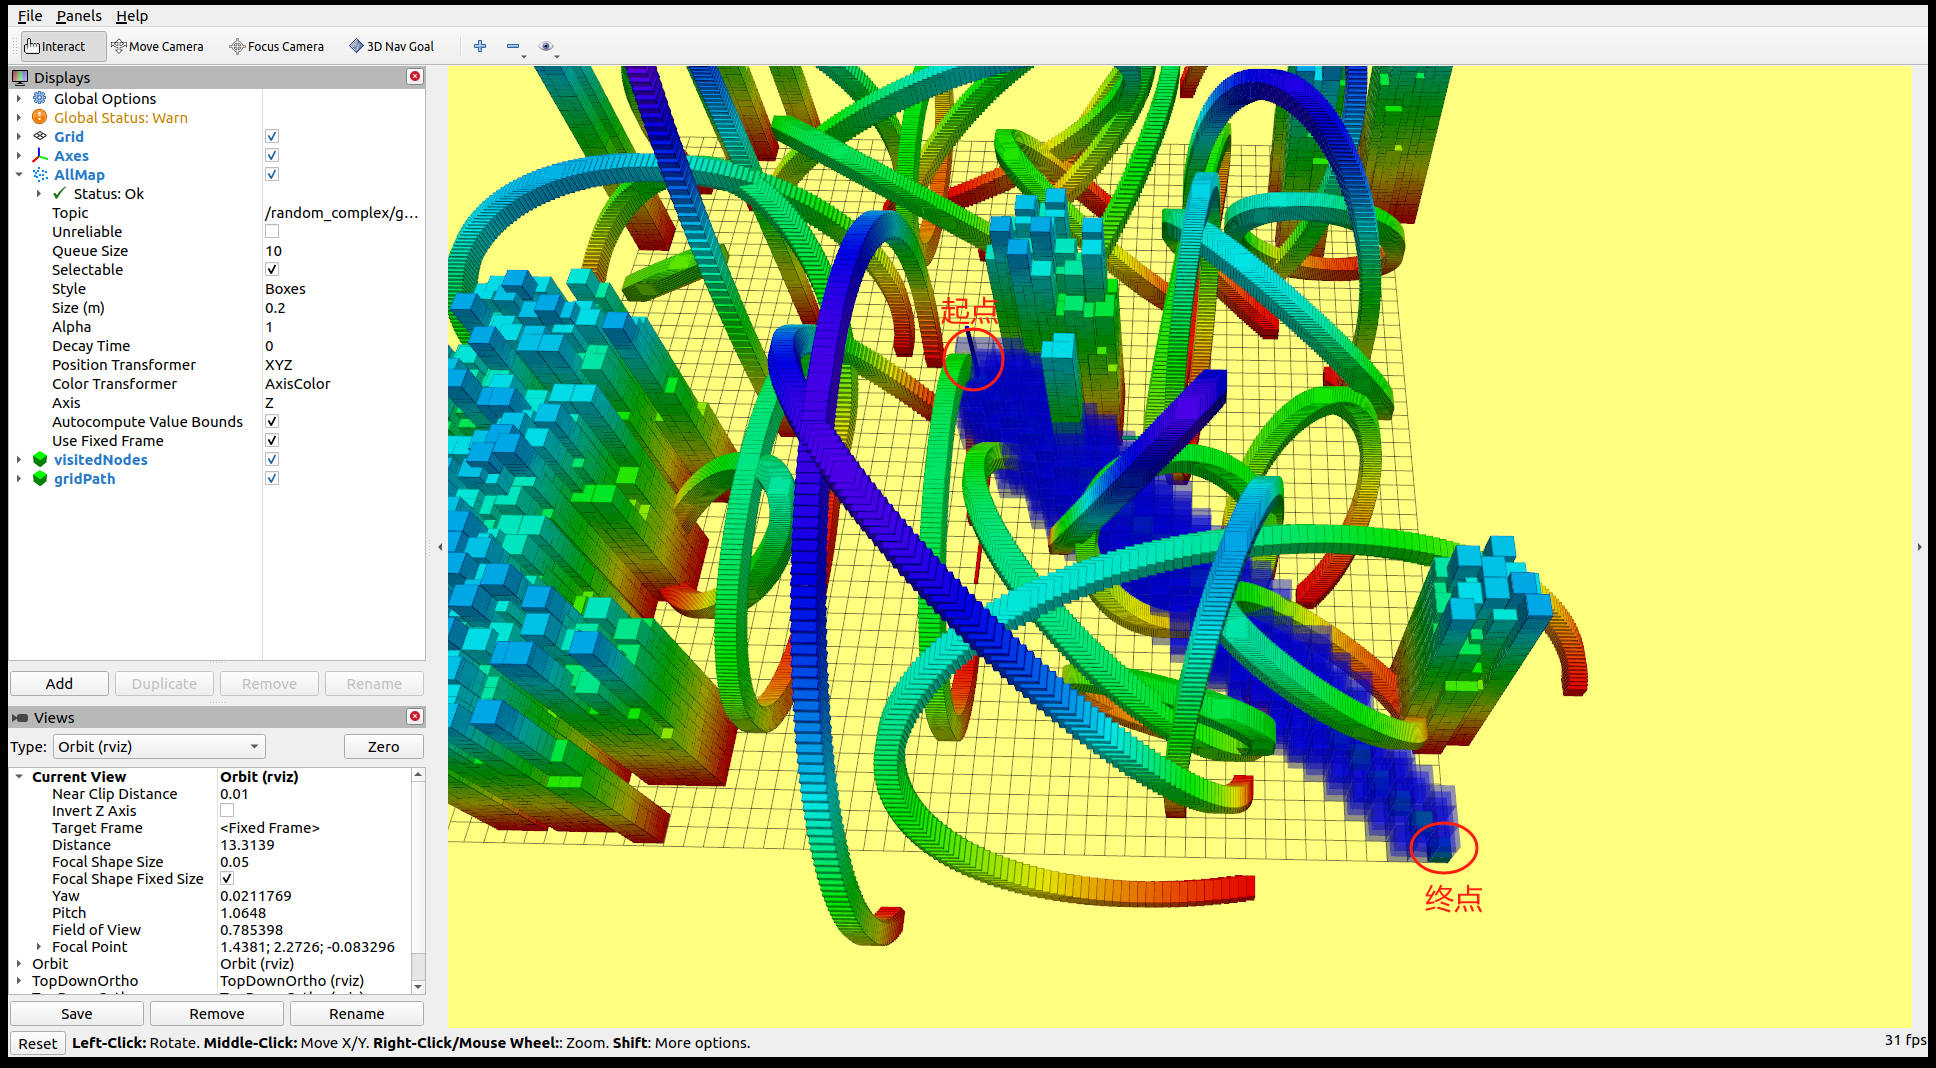 File Panels Help
Interact Move Camera Focus Camera 3D Nav Goal
Displays
Global Options
Global Status: Warn
Grid
Axes
AllMap
Status: Ok
Topic /random_complex/g...
Unreliable
Queue Size 10
Selectable
Style Boxes
Size (m) 0.2
Alpha 1
Decay Time 0
Position Transformer XYZ
Color Transformer AxisColor
Axis Z
Autocompute Value Bounds
Use Fixed Frame
visitedNodes
gridPath
Add Duplicate Remove Rename
Views
Type: Orbit (rviz) Zero
Current View Orbit (rviz)
Near Clip Distance 0.01
Invert Z Axis
Target Frame <Fixed Frame>
Distance 13.3139
Focal Shape Size 0.05
Focal Shape Fixed Size
Yaw 0.0211769
Pitch 1.0648
Field of View 0.785398
Focal Point 1.4381; 2.2726; -0.083296
Orbit Orbit (rviz)
TopDownOrtho TopDownOrtho (rviz)
Save Remove Rename
Reset Left-Click: Rotate. Middle-Click: Move X/Y. Right-Click/Mouse Wheel:: Zoom. Shift: More options. 31 fps
起点
终点